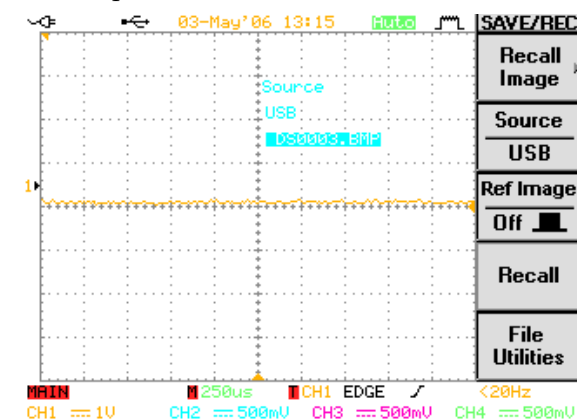 03-May'06 13:15 Auto SAVE/REC
Recall
Image
Source
USB
DS0003.BMP
Source
USB
1
Ref Image
Off
Recall
File
Utilities
MAIN M 250us T CH1 EDGE <20Hz
CH1 1V CH2 500mV CH3 500mV CH4 500mV